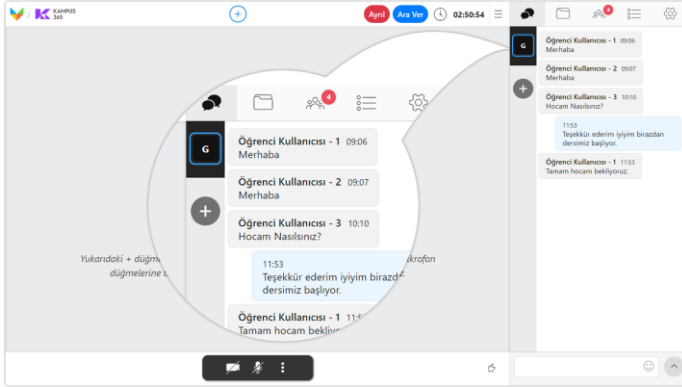 KAMPÜS
365
Ayrıl
Ara Ver
02:50:54
4
G
Öğrenci Kullanıcısı - 1 09:06
Merhaba
Öğrenci Kullanıcısı - 2 09:07
Merhaba
Öğrenci Kullanıcısı - 3 10:10
Hocam Nasılsınız?
11:53
Teşekkür ederim iyiyim birazdan
dersimiz başlıyor.
Öğrenci Kullanıcısı - 1 11:53
Tamam hocam bekliyoruz.
4
G
Öğrenci Kullanıcısı - 1 09:06
Merhaba
Öğrenci Kullanıcısı - 2 09:07
Merhaba
Öğrenci Kullanıcısı - 3 10:10
Hocam Nasılsınız?
11:53
Teşekkür ederim iyiyim
dersimiz başlıyor.
Öğrenci Kullanıcısı - 1
Tamam hocam
Yukarıdaki +
düğmelerine